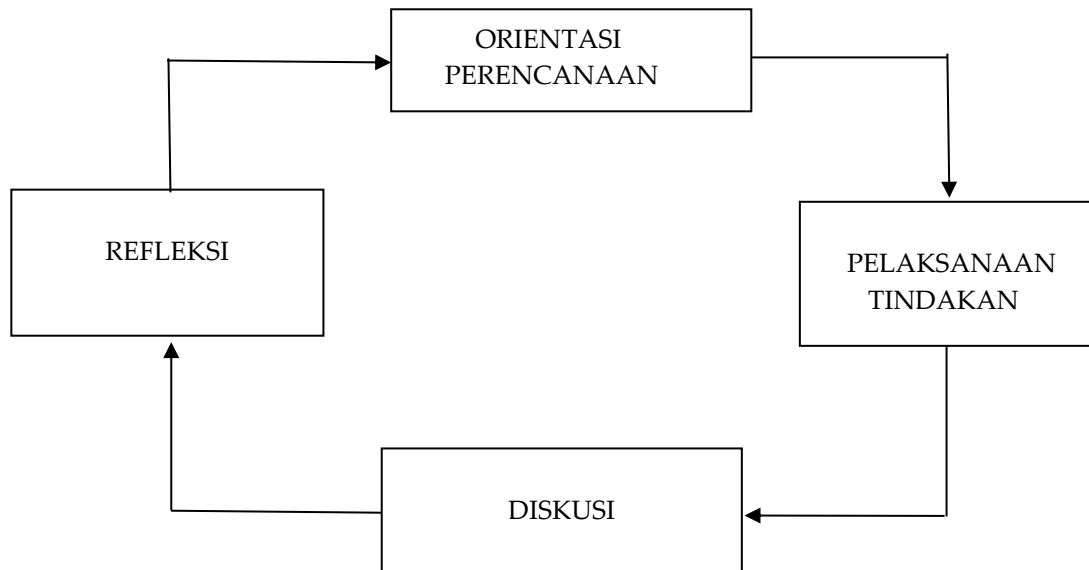 ORIENTASI
PERENCANAAN
REFLEKSI
PELAKSANAAN
TINDAKAN
DISKUSI